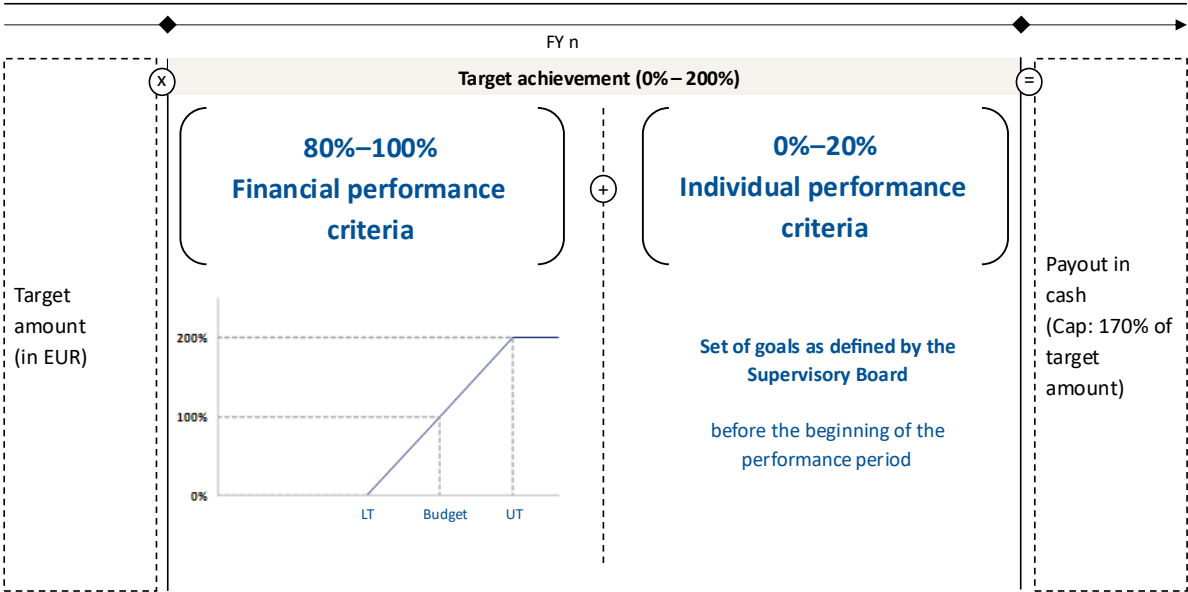 FY n
Target achievement (0% – 200%)
x
=
80%–100%
Financial performance
criteria
+
0%–20%
Individual performance
criteria
Target
amount
(in EUR)
200%
100%
0%
LT
Budget
UT
Set of goals as defined by the
Supervisory Board
before the beginning of the
performance period
Payout in
cash
(Cap: 170% of
target
amount)